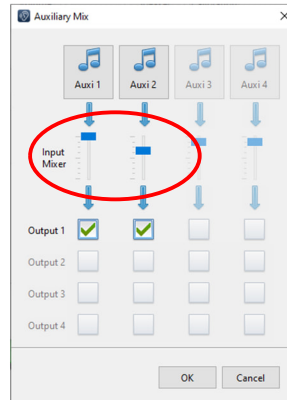 Auxiliary Mix
Auxi 1 Auxi 2 Auxi 3 Auxi 4
Input
Mixer
Output 1
Output 2
Output 3
Output 4
OK Cancel